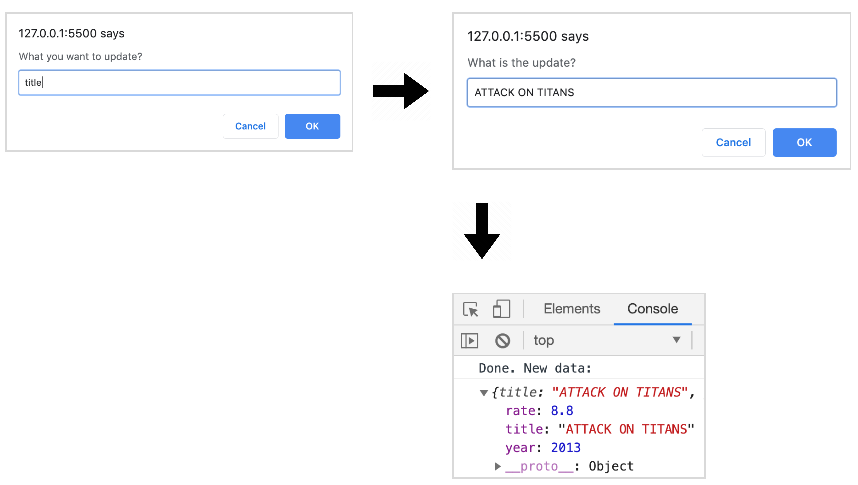 127.0.0.1:5500 says
What you want to update?
title
Cancel OK
127.0.0.1:5500 says
What is the update?
ATTACK ON TITANS
Cancel OK
Elements Console
top
Done. New data:
{title: "ATTACK ON TITANS",
rate: 8.8
title: "ATTACK ON TITANS"
year: 2013
__proto__: Object